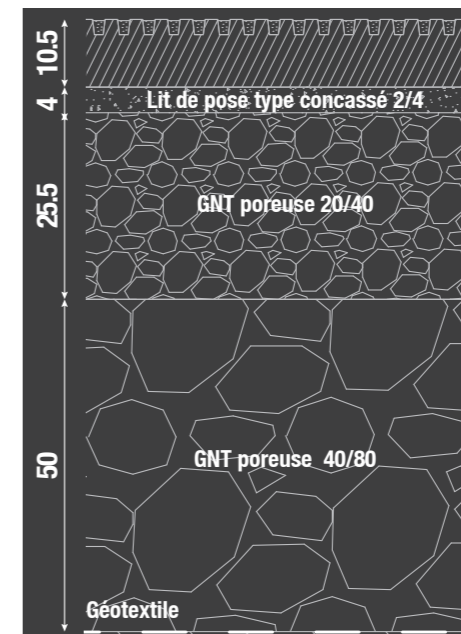 10.5
4
Lit de pose type concassé 2/4
25.5
GNT poreuse 20/40
50
GNT poreuse 40/80
Géotextile